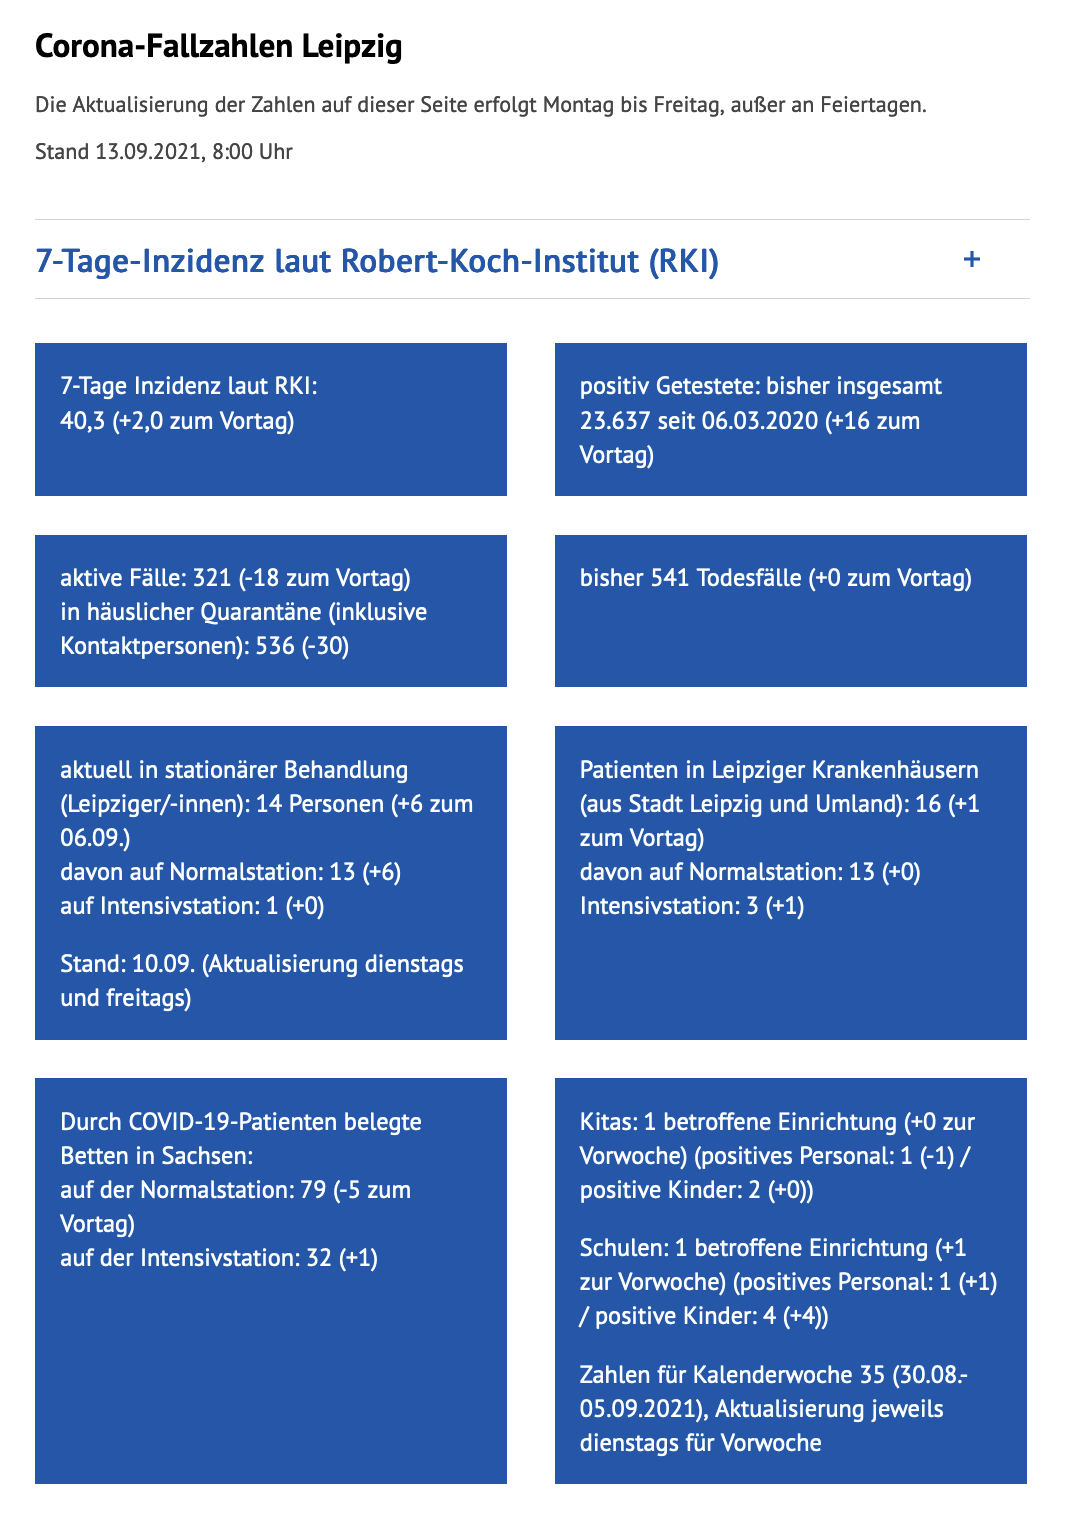 Corona-Fallzahlen Leipzig
Die Aktualisierung der Zahlen auf dieser Seite erfolgt Montag bis Freitag, außer an Feiertagen.
Stand 13.09.2021, 8:00 Uhr
7-Tage-Inzidenz laut Robert-Koch-Institut (RKI) +
7-Tage Inzidenz laut RKI:
40,3 (+2,0 zum Vortag)
positiv Getestete: bisher insgesamt
23.637 seit 06.03.2020 (+16 zum
Vortag)
aktive Fälle: 321 (-18 zum Vortag)
in häuslicher Quarantäne (inklusive
Kontaktpersonen): 536 (-30)
bisher 541 Todesfälle (+0 zum Vortag)
aktuell in stationärer Behandlung
(Leipziger/-innen): 14 Personen (+6 zum
06.09.)
davon auf Normalstation: 13 (+6)
auf Intensivstation: 1 (+0)
Stand: 10.09. (Aktualisierung dienstags
und freitags)
Patienten in Leipziger Krankenhäusern
(aus Stadt Leipzig und Umland): 16 (+1
zum Vortag)
davon auf Normalstation: 13 (+0)
Intensivstation: 3 (+1)
Durch COVID-19-Patienten belegte
Betten in Sachsen:
auf der Normalstation: 79 (-5 zum
Vortag)
auf der Intensivstation: 32 (+1)
Kitas: 1 betroffene Einrichtung (+0 zur
Vorwoche) (positives Personal: 1 (-1) /
positive Kinder: 2 (+0))
Schulen: 1 betroffene Einrichtung (+1
zur Vorwoche) (positives Personal: 1 (+1)
/ positive Kinder: 4 (+4))
Zahlen für Kalenderwoche 35 (30.08.-
05.09.2021), Aktualisierung jeweils
dienstags für Vorwoche